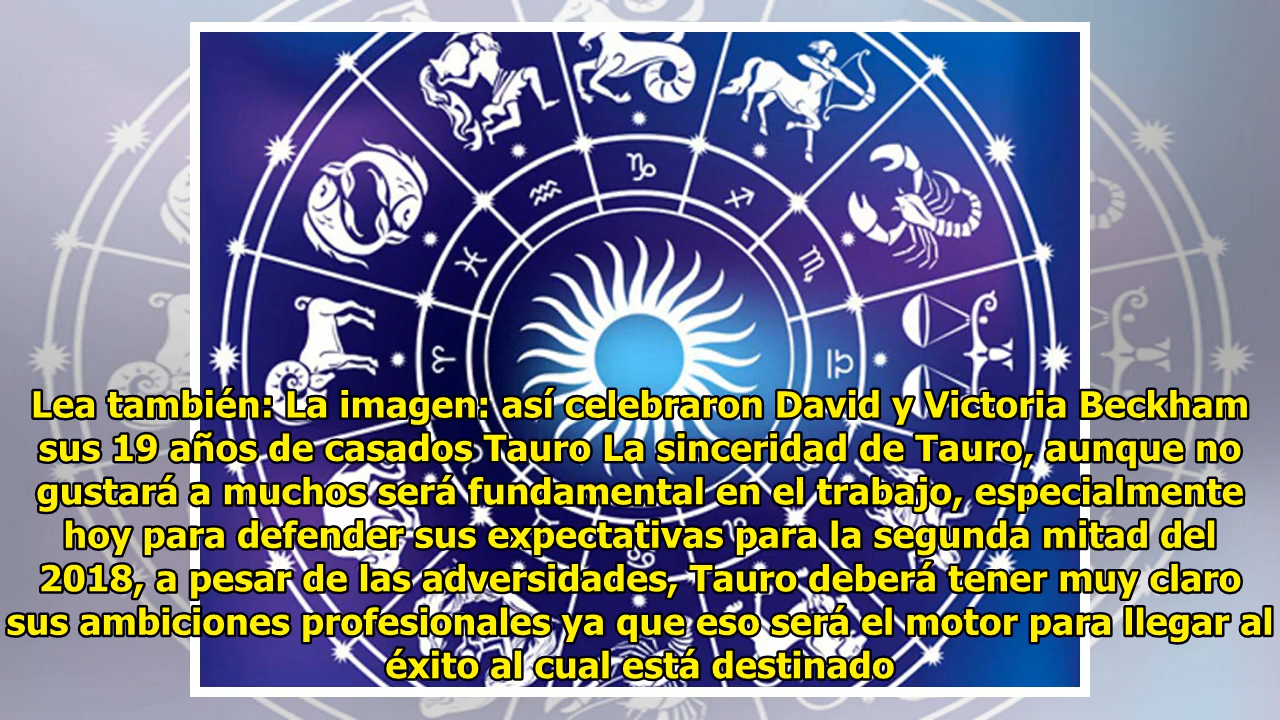 Lea también: La imagen: así celebraron David y Victoria Beckham
sus 19 años de casados Tauro La sinceridad de Tauro, aunque no
gustará a muchos será fundamental en el trabajo, especialmente
hoy para defender sus expectativas para la segunda mitad del
2018, a pesar de las adversidades, Tauro deberá tener muy claro
sus ambiciones profesionales ya que eso será el motor para llegar al
éxito al cual está destinado